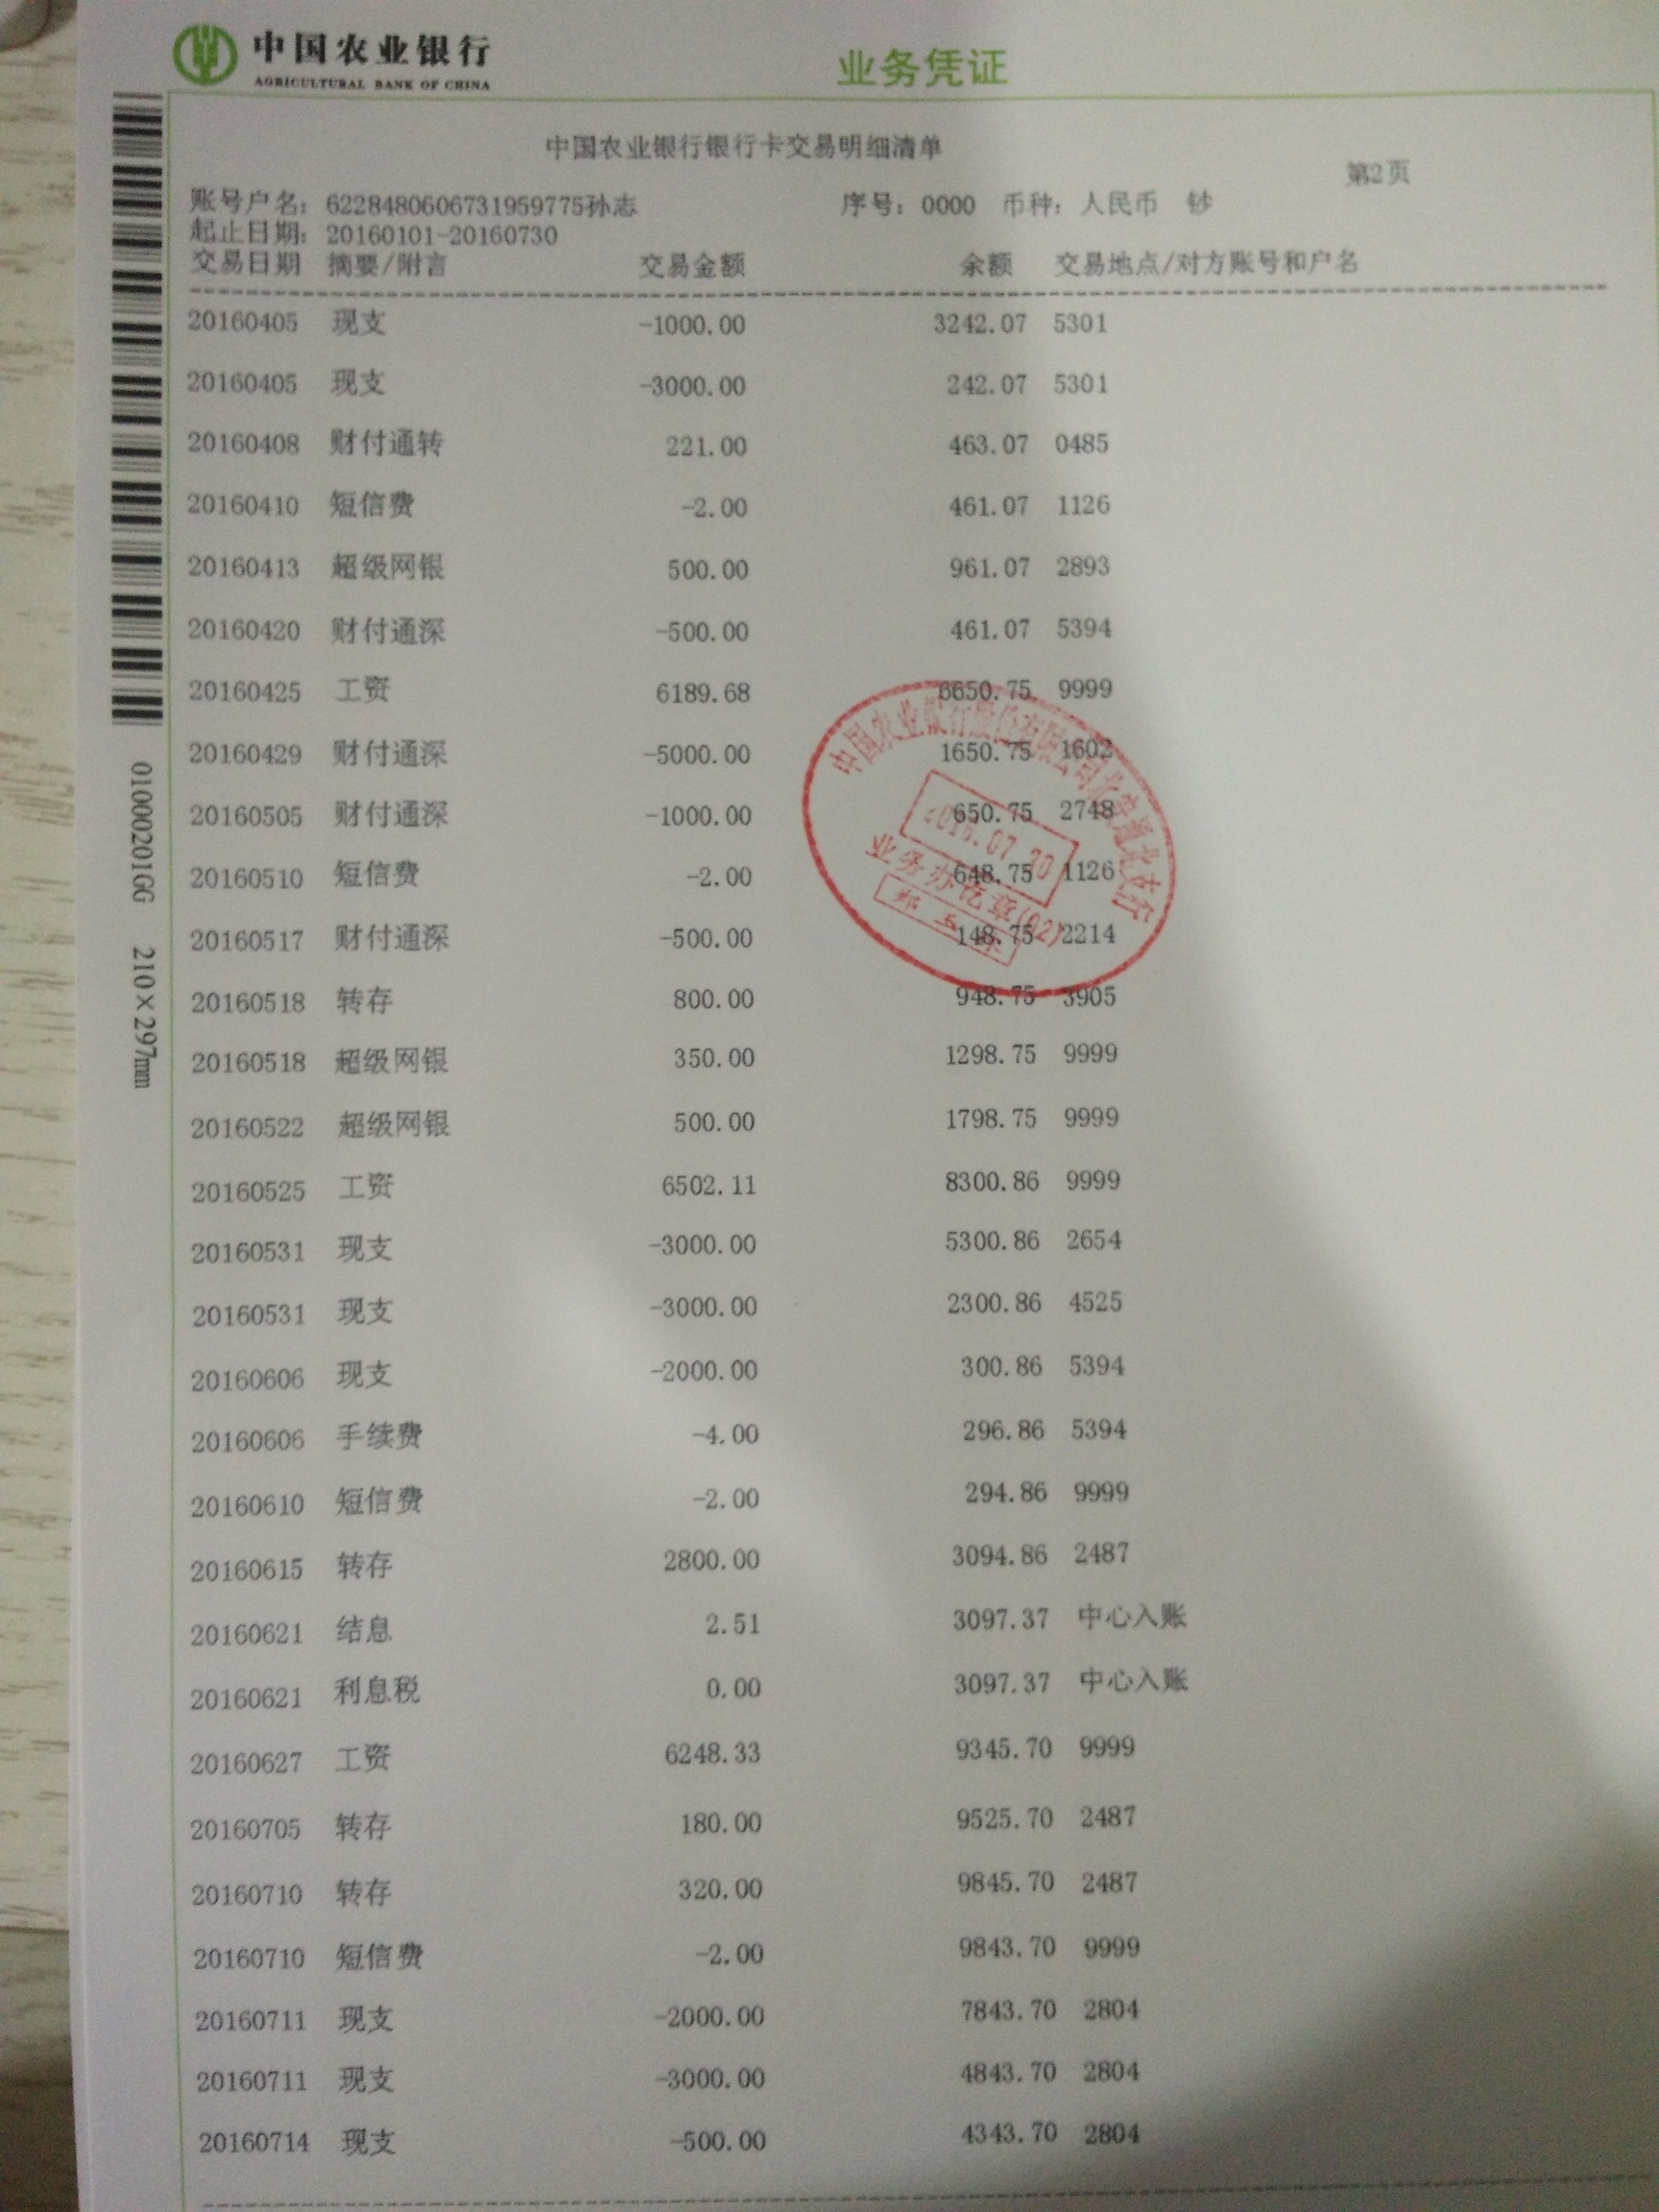 中国农业银行
AGRICULTURAL BANK OF CHINA
业务凭证
中国农业银行银行卡交易明细清单
第2页
账号户名：6228480606731959775孙志 序号：0000 币种：人民币 钞
起止日期：20160101-20160730
交易日期 摘要/附言 交易金额 余额 交易地点/对方账号和户名
20160405 现支 -1000.00 3242.07 5301
20160405 现支 -3000.00 242.07 5301
20160408 财付通转 221.00 463.07 0485
20160410 短信费 -2.00 461.07 1126
20160413 超级网银 500.00 961.07 2893
20160420 财付通深 -500.00 461.07 5394
20160425 工资 6189.68 6650.75 9999
20160429 财付通深 -5000.00 1650.75 1602
20160505 财付通深 -1000.00 650.75 2748
20160510 短信费 -2.00 648.75 1126
20160517 财付通深 -500.00 148.75 2214
20160518 转存 800.00 948.75 3905
20160518 超级网银 350.00 1298.75 9999
20160522 超级网银 500.00 1798.75 9999
20160525 工资 6502.11 8300.86 9999
20160531 现支 -3000.00 5300.86 2654
20160531 现支 -3000.00 2300.86 4525
20160606 现支 -2000.00 300.86 5394
20160606 手续费 -4.00 296.86 5394
20160610 短信费 -2.00 294.86 9999
20160615 转存 2800.00 3094.86 2487
20160621 结息 2.51 3097.37 中心入账
20160621 利息税 0.00 3097.37 中心入账
20160627 工资 6248.33 9345.70 9999
20160705 转存 180.00 9525.70 2487
20160710 转存 320.00 9845.70 2487
20160710 短信费 -2.00 9843.70 9999
20160711 现支 -2000.00 7843.70 2804
20160711 现支 -3000.00 4843.70 2804
20160714 现支 -500.00 4343.70 2804
中国农业银行股份有限公司北
2016.07.30
业务办讫章(02)
01000201GG 210×297mm